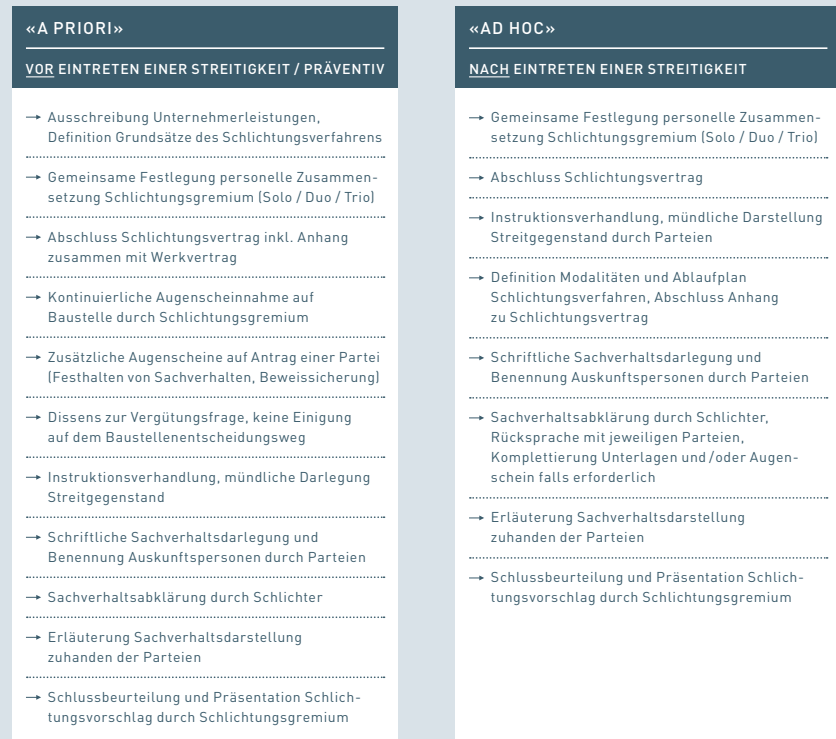 «A PRIORI»
VOR EINTRETEN EINER STREITIGKEIT / PRÄVENTIV
→ Ausschreibung Unternehmerleistungen,
Definition Grundsätze des Schlichtungsverfahrens
→ Gemeinsame Festlegung personelle Zusammen-
setzung Schlichtungsgremium (Solo / Duo / Trio)
→ Abschluss Schlichtungsvertrag inkl. Anhang
zusammen mit Werkvertrag
→ Kontinuierliche Augenscheinnahme auf
Baustelle durch Schlichtungsgremium
→ Zusätzliche Augenscheine auf Antrag einer Partei
(Festhalten von Sachverhalten, Beweissicherung)
→ Dissens zur Vergütungsfrage, keine Einigung
auf dem Baustellenentscheidungsweg
→ Instruktionsverhandlung, mündliche Darlegung
Streitgegenstand
→ Schriftliche Sachverhaltsdarlegung und
Benennung Auskunftspersonen durch Parteien
→ Sachverhaltsabklärung durch Schlichter
→ Erläuterung Sachverhaltsdarstellung
zuhanden der Parteien
→ Schlussbeurteilung und Präsentation Schlich-
tungsvorschlag durch Schlichtungsgremium
«AD HOC»
NACH EINTRETEN EINER STREITIGKEIT
→ Gemeinsame Festlegung personelle Zusammen-
setzung Schlichtungsgremium (Solo / Duo / Trio)
→ Abschluss Schlichtungsvertrag
→ Instruktionsverhandlung, mündliche Darstellung
Streitgegenstand durch Parteien
→ Definition Modalitäten und Ablaufplan
Schlichtungsverfahren, Abschluss Anhang
zu Schlichtungsvertrag
→ Schriftliche Sachverhaltsdarlegung und
Benennung Auskunftspersonen durch Parteien
→ Sachverhaltsabklärung durch Schlichter,
Rücksprache mit jeweiligen Parteien,
Komplettierung Unterlagen und / oder Augen-
schein falls erforderlich
→ Erläuterung Sachverhaltsdarstellung
zuhanden der Parteien
→ Schlussbeurteilung und Präsentation Schlich-
tungsvorschlag durch Schlichtungsgremium